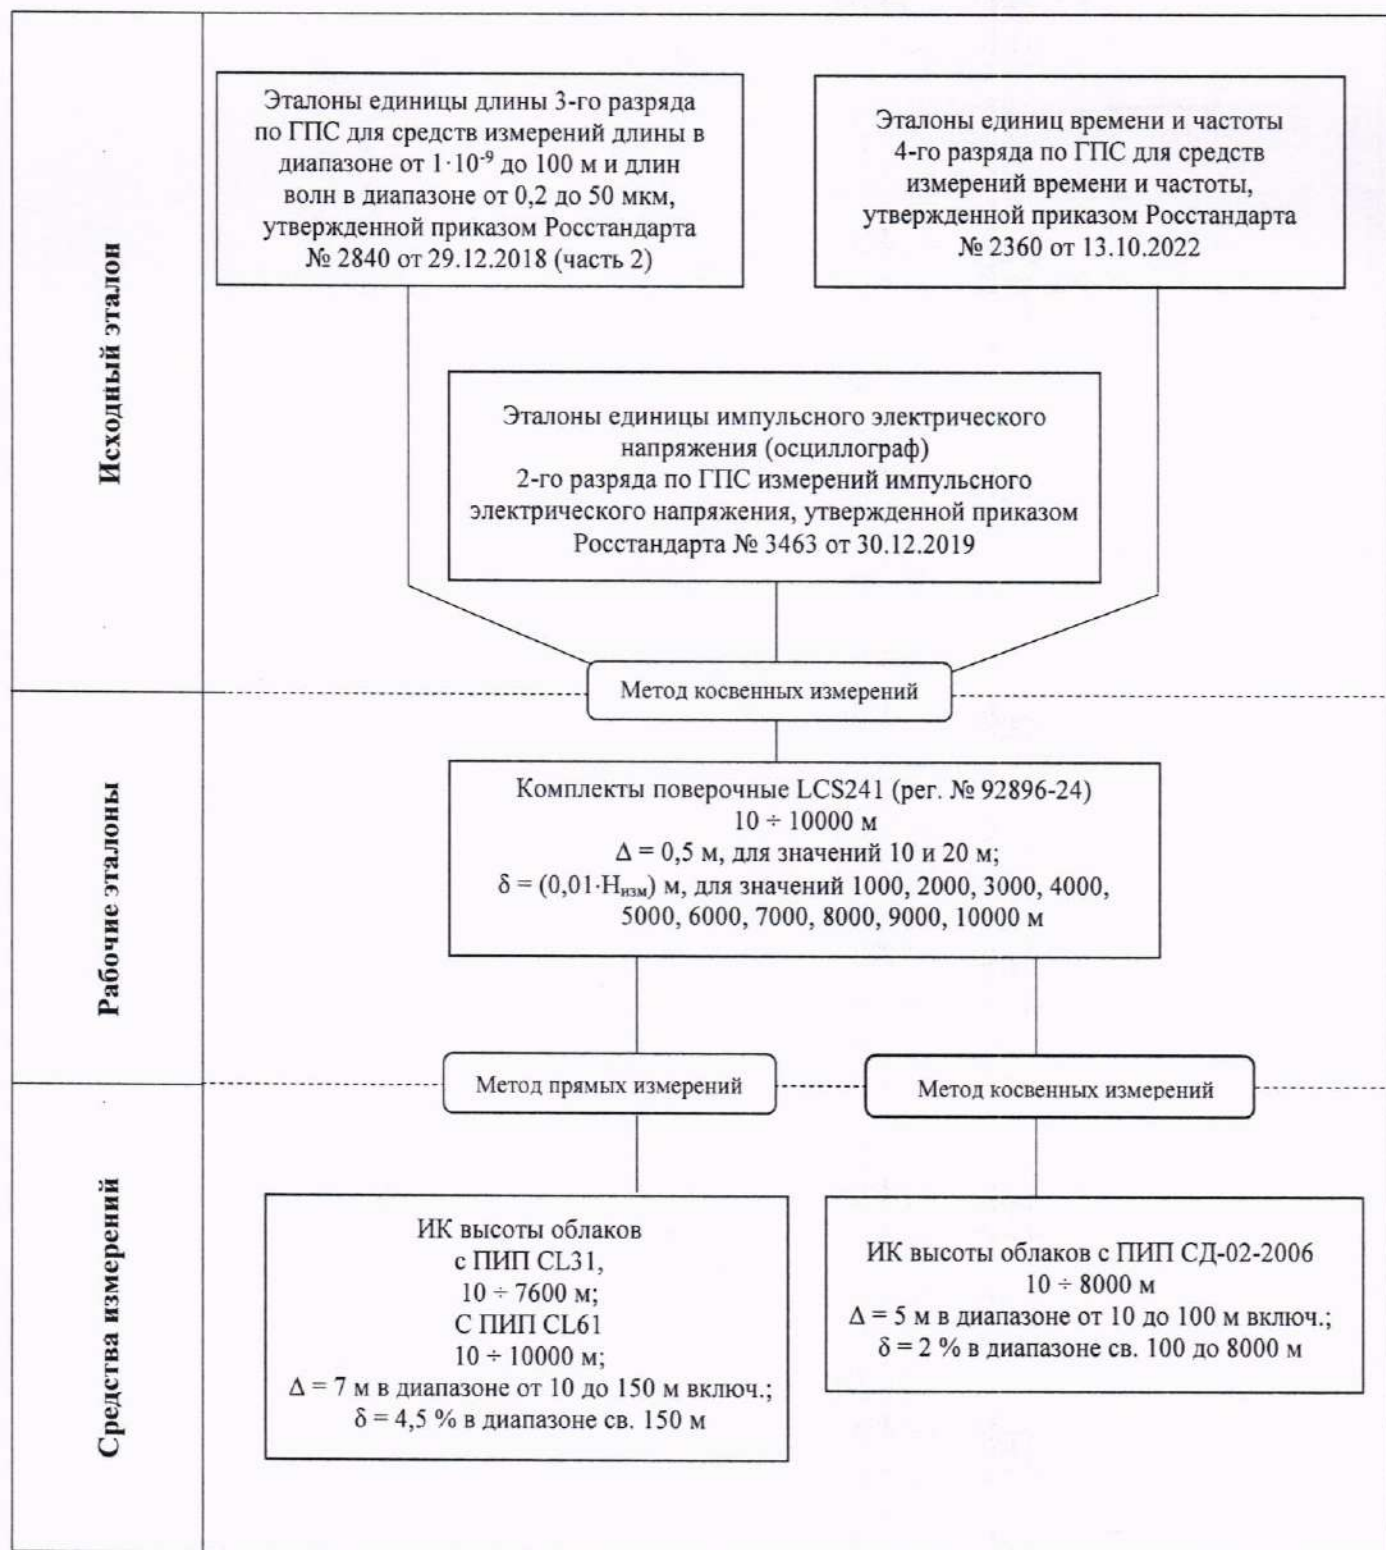 Исходный эталон
Эталоны единицы длины 3-го разряда
по ГПС для средств измерений длины в
диапазоне от 1·10⁻⁹ до 100 м и длин
волн в диапазоне от 0,2 до 50 мкм,
утвержденной приказом Росстандарта
№ 2840 от 29.12.2018 (часть 2)
Эталоны единиц времени и частоты
4-го разряда по ГПС для средств
измерений времени и частоты,
утвержденной приказом Росстандарта
№ 2360 от 13.10.2022
Эталоны единицы импульсного электрического
напряжения (осциллограф)
2-го разряда по ГПС измерений импульсного
электрического напряжения, утвержденной приказом
Росстандарта № 3463 от 30.12.2019
Метод косвенных измерений
Рабочие эталоны
Комплекты поверочные LCS241 (рег. № 92896-24)
10 ÷ 10000 м
Δ = 0,5 м, для значений 10 и 20 м;
δ = (0,01·Hизм) м, для значений 1000, 2000, 3000, 4000,
5000, 6000, 7000, 8000, 9000, 10000 м
Метод прямых измерений
Метод косвенных измерений
Средства измерений
ИК высоты облаков
с ПИП CL31,
10 ÷ 7600 м;
С ПИП CL61
10 ÷ 10000 м;
Δ = 7 м в диапазоне от 10 до 150 м включ.;
δ = 4,5 % в диапазоне св. 150 м
ИК высоты облаков с ПИП СД-02-2006
10 ÷ 8000 м
Δ = 5 м в диапазоне от 10 до 100 м включ.;
δ = 2 % в диапазоне св. 100 до 8000 м